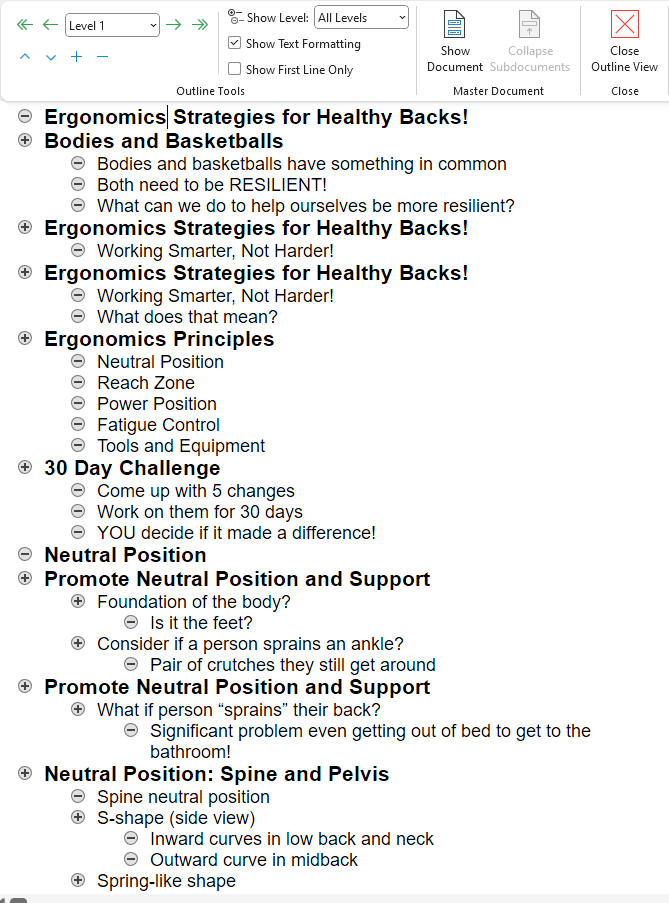 Level 1
Show Level: All Levels
Show Text Formatting
Show First Line Only
Outline Tools
Show Document
Collapse Subdocuments
Master Document
Close Outline View
Close
Ergonomics Strategies for Healthy Backs!
Bodies and Basketballs
Bodies and basketballs have something in common
Both need to be RESILIENT!
What can we do to help ourselves be more resilient?
Ergonomics Strategies for Healthy Backs!
Working Smarter, Not Harder!
Ergonomics Strategies for Healthy Backs!
Working Smarter, Not Harder!
What does that mean?
Ergonomics Principles
Neutral Position
Reach Zone
Power Position
Fatigue Control
Tools and Equipment
30 Day Challenge
Come up with 5 changes
Work on them for 30 days
YOU decide if it made a difference!
Neutral Position
Promote Neutral Position and Support
Foundation of the body?
Is it the feet?
Consider if a person sprains an ankle?
Pair of crutches they still get around
Promote Neutral Position and Support
What if person “sprains” their back?
Significant problem even getting out of bed to get to the
bathroom!
Neutral Position: Spine and Pelvis
Spine neutral position
S-shape (side view)
Inward curves in low back and neck
Outward curve in midback
Spring-like shape